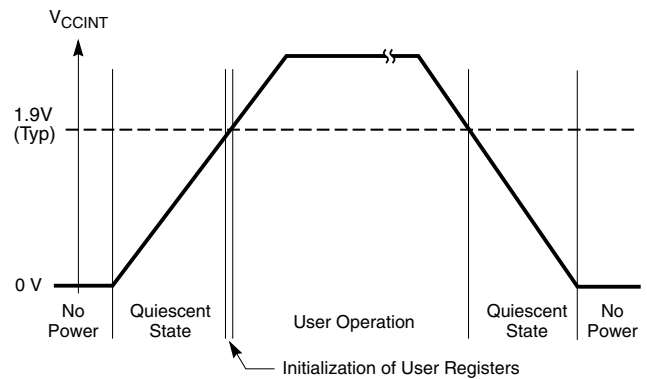 VCCINT
1.9V
(Typ)
0 V
No
Power
Quiescent
State
User Operation
Quiescent
State
No
Power
Initialization of User Registers